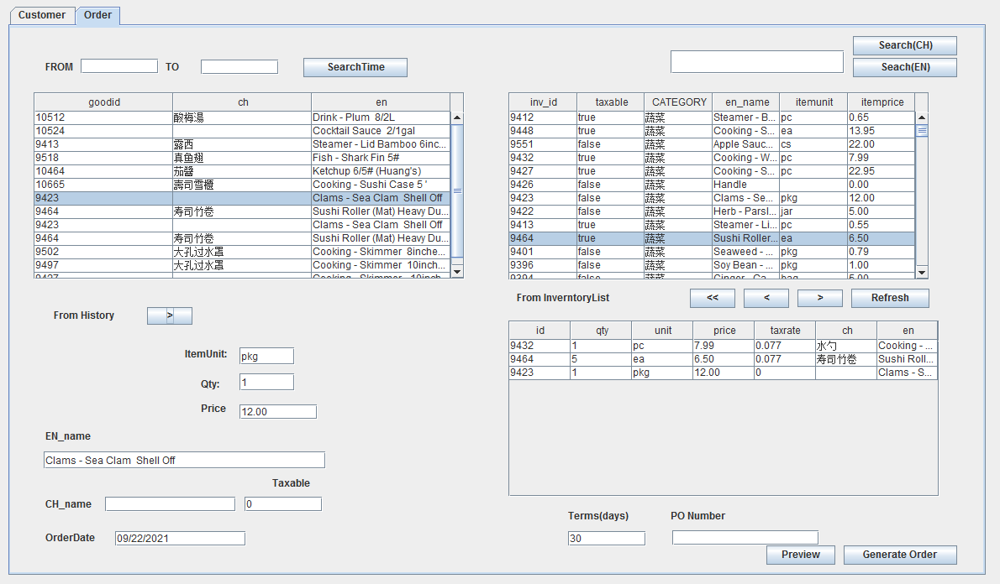 Customer Order
FROM TO SearchTime
Search(CH)
Seach(EN)
goodid ch en
10512 酸梅湯 Drink - Plum 8/2L
10524 Cocktail Sauce 2/1gal
9413 露西 Steamer - Lid Bamboo 6inc...
9518 真鱼翅 Fish - Shark Fin 5#
10464 茄醬 Ketchup 6/5# (Huang's)
10665 壽司雪櫃 Cooking - Sushi Case 5 '
9423 Clams - Sea Clam Shell Off
9464 寿司竹卷 Sushi Roller (Mat) Heavy Du...
9423 Clams - Sea Clam Shell Off
9464 寿司竹卷 Sushi Roller (Mat) Heavy Du...
9502 大孔过水罩 Cooking - Skimmer 8inche...
9497 大孔过水罩 Cooking - Skimmer 10inch...
9427 Cooking - Skimmer 10inch...
inv_id taxable CATEGORY en_name itemunit itemprice
9412 true 蔬菜 Steamer - B... pc 0.65
9448 true 蔬菜 Cooking - S... ea 13.95
9551 false 蔬菜 Apple Sauc... cs 22.00
9432 true 蔬菜 Cooking - W... pc 7.99
9427 true 蔬菜 Cooking - S... pc 22.95
9426 false 蔬菜 Handle 0.00
9423 false 蔬菜 Clams - Se... pkg 12.00
9422 false 蔬菜 Herb - Parsl... jar 5.00
9413 true 蔬菜 Steamer - Li... pc 0.55
9464 true 蔬菜 Sushi Roller... ea 6.50
9401 false 蔬菜 Seaweed - ... pkg 0.79
9396 false 蔬菜 Soy Bean - ... pkg 1.00
9394 false 蔬菜 Ginger - Ca... bag 5.00
From History >
From InverntoryList << < > Refresh
ItemUnit: pkg
Qty: 1
Price 12.00
EN_name
Clams - Sea Clam Shell Off
Taxable
CH_name 0
OrderDate 09/22/2021
id qty unit price taxrate ch en
9432 1 pc 7.99 0.077 水勺 Cooking - ...
9464 5 ea 6.50 0.077 寿司竹卷 Sushi Roll...
9423 1 pkg 12.00 0 Clams - S...
Terms(days) PO Number
30
Preview Generate Order